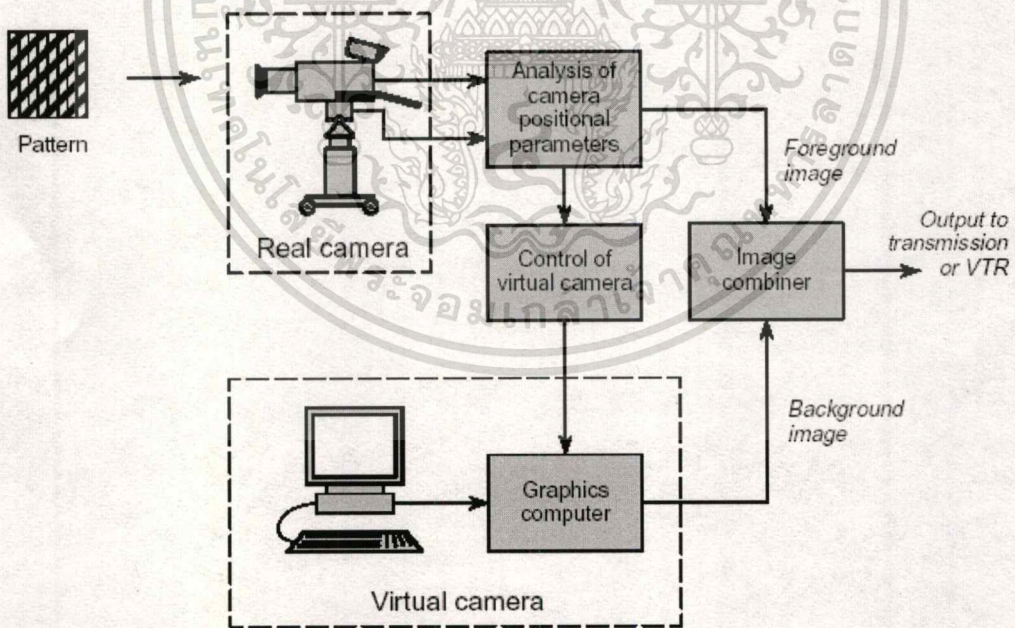 Pattern
Real camera
Analysis of
camera
positional
parameters
Foreground
image
Output to
transmission
or VTR
Control of
virtual camera
Image
combiner
Background
image
Graphics
computer
Virtual camera